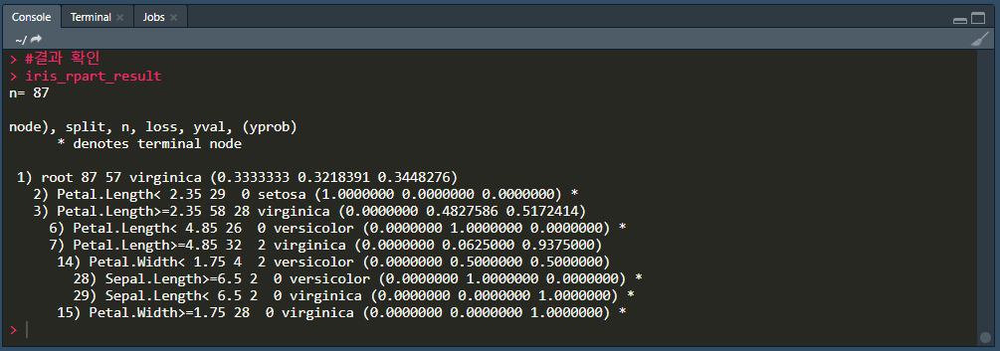 Console Terminal × Jobs ×
~/
> #결과 확인
> iris_rpart_result
n= 87

node), split, n, loss, yval, (yprob)
      * denotes terminal node

 1) root 87 57 virginica (0.3333333 0.3218391 0.3448276)
   2) Petal.Length< 2.35 29  0 setosa (1.0000000 0.0000000 0.0000000) *
   3) Petal.Length>=2.35 58 28 virginica (0.0000000 0.4827586 0.5172414)
     6) Petal.Length< 4.85 26  0 versicolor (0.0000000 1.0000000 0.0000000) *
     7) Petal.Length>=4.85 32  2 virginica (0.0000000 0.0625000 0.9375000)
      14) Petal.Width< 1.75 4  2 versicolor (0.0000000 0.5000000 0.5000000)
        28) Sepal.Length>=6.5 2  0 versicolor (0.0000000 1.0000000 0.0000000) *
        29) Sepal.Length< 6.5 2  0 virginica (0.0000000 0.0000000 1.0000000) *
      15) Petal.Width>=1.75 28  0 virginica (0.0000000 0.0000000 1.0000000) *
>